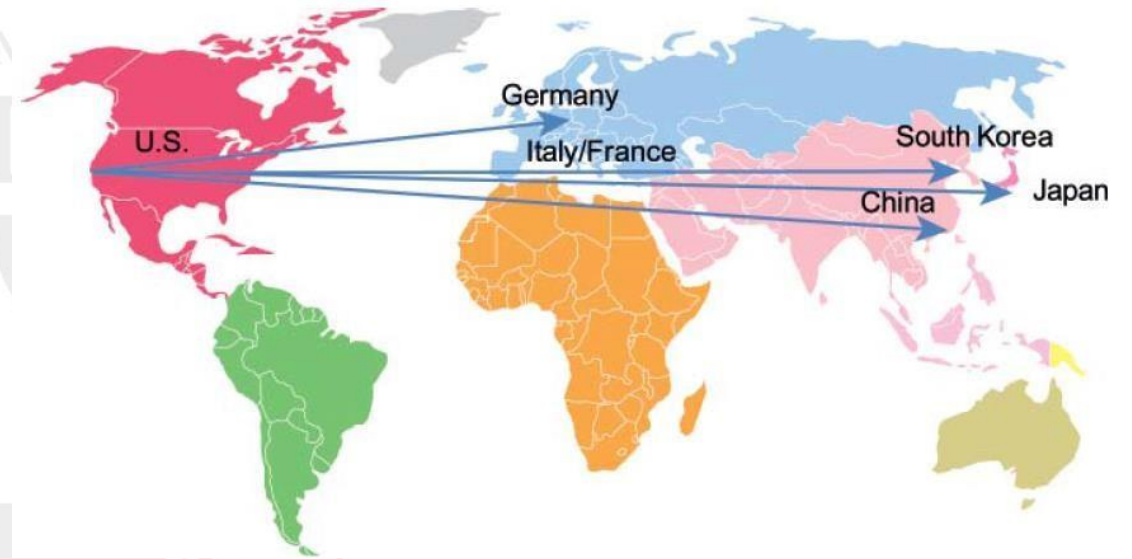 Germany
U.S.
South Korea
Italy/France
Japan
China